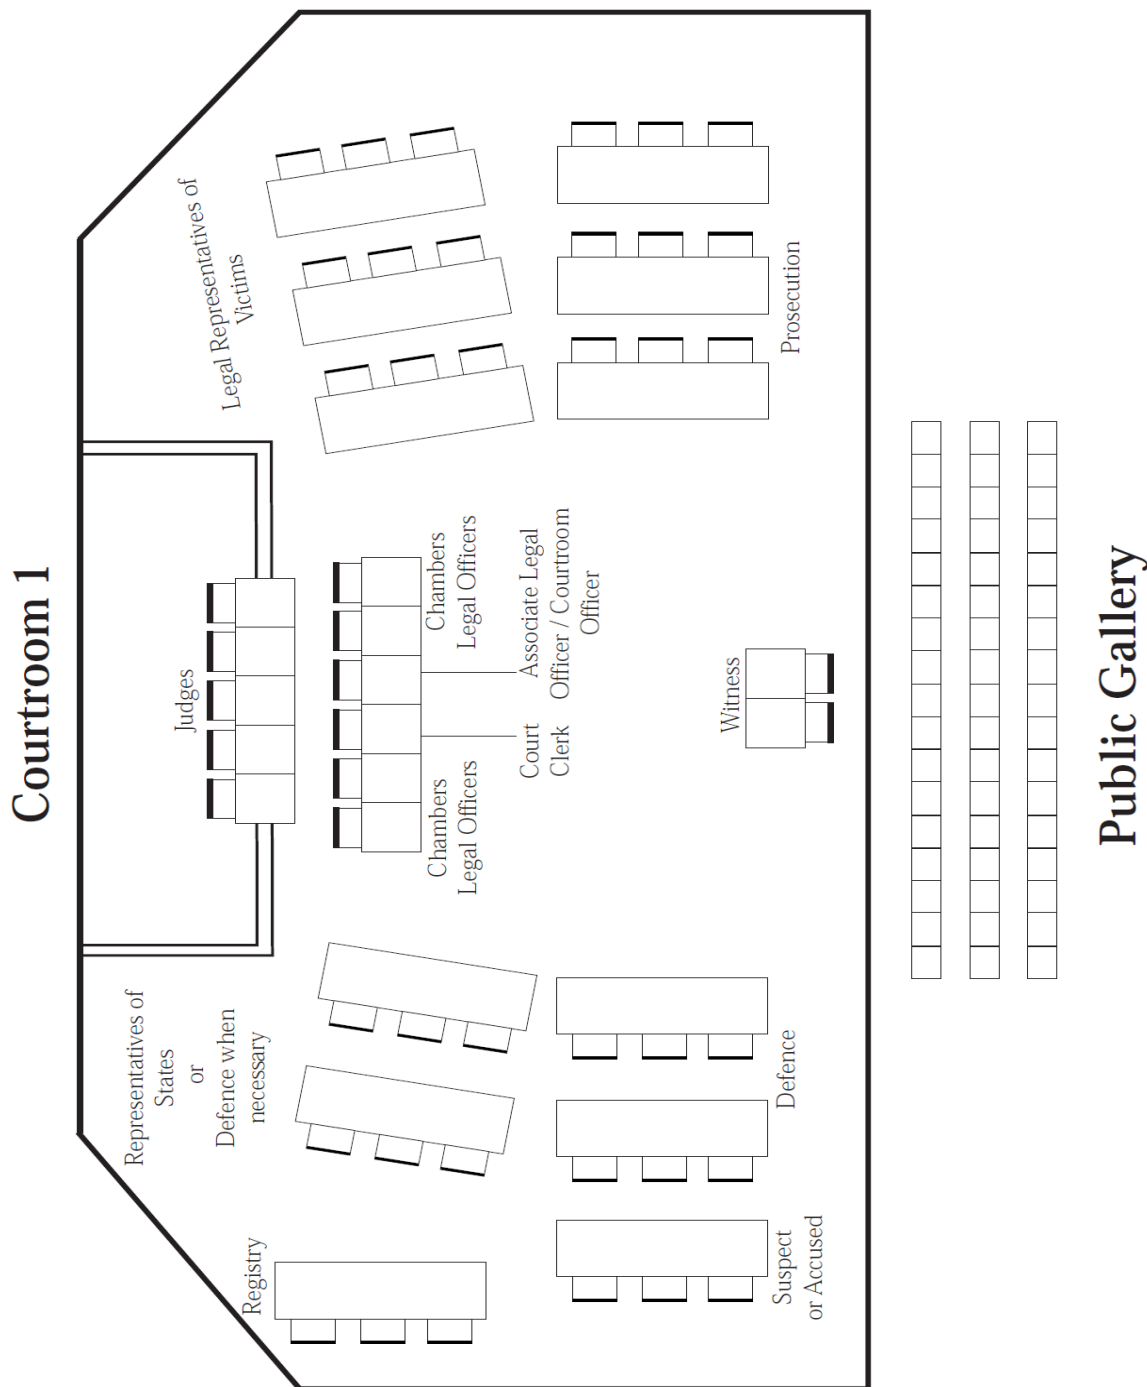 Courtroom 1
Judges
Legal Representatives of
Victims
Representatives of
States
or
Defence when
necessary
Registry
Chambers
Legal Officers
Court
Clerk
Associate Legal
Officer / Courtroom
Officer
Chambers
Legal Officers
Witness
Suspect
or Accused
Defence
Prosecution
Public Gallery